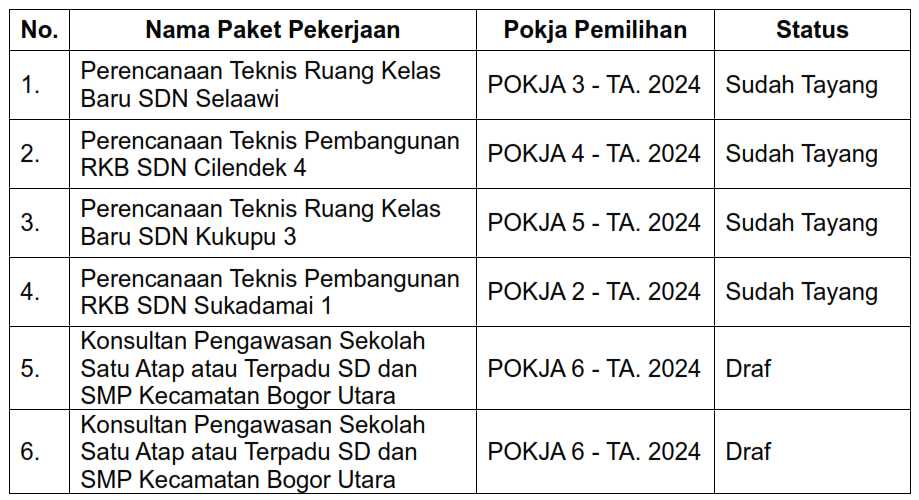 No. Nama Paket Pekerjaan Pokja Pemilihan Status
1. Perencanaan Teknis Ruang Kelas Baru SDN Selaawi POKJA 3 - TA. 2024 Sudah Tayang
2. Perencanaan Teknis Pembangunan RKB SDN Cilendek 4 POKJA 4 - TA. 2024 Sudah Tayang
3. Perencanaan Teknis Ruang Kelas Baru SDN Kukupu 3 POKJA 5 - TA. 2024 Sudah Tayang
4. Perencanaan Teknis Pembangunan RKB SDN Sukadamai 1 POKJA 2 - TA. 2024 Sudah Tayang
5. Konsultan Pengawasan Sekolah Satu Atap atau Terpadu SD dan SMP Kecamatan Bogor Utara POKJA 6 - TA. 2024 Draf
6. Konsultan Pengawasan Sekolah Satu Atap atau Terpadu SD dan SMP Kecamatan Bogor Utara POKJA 6 - TA. 2024 Draf